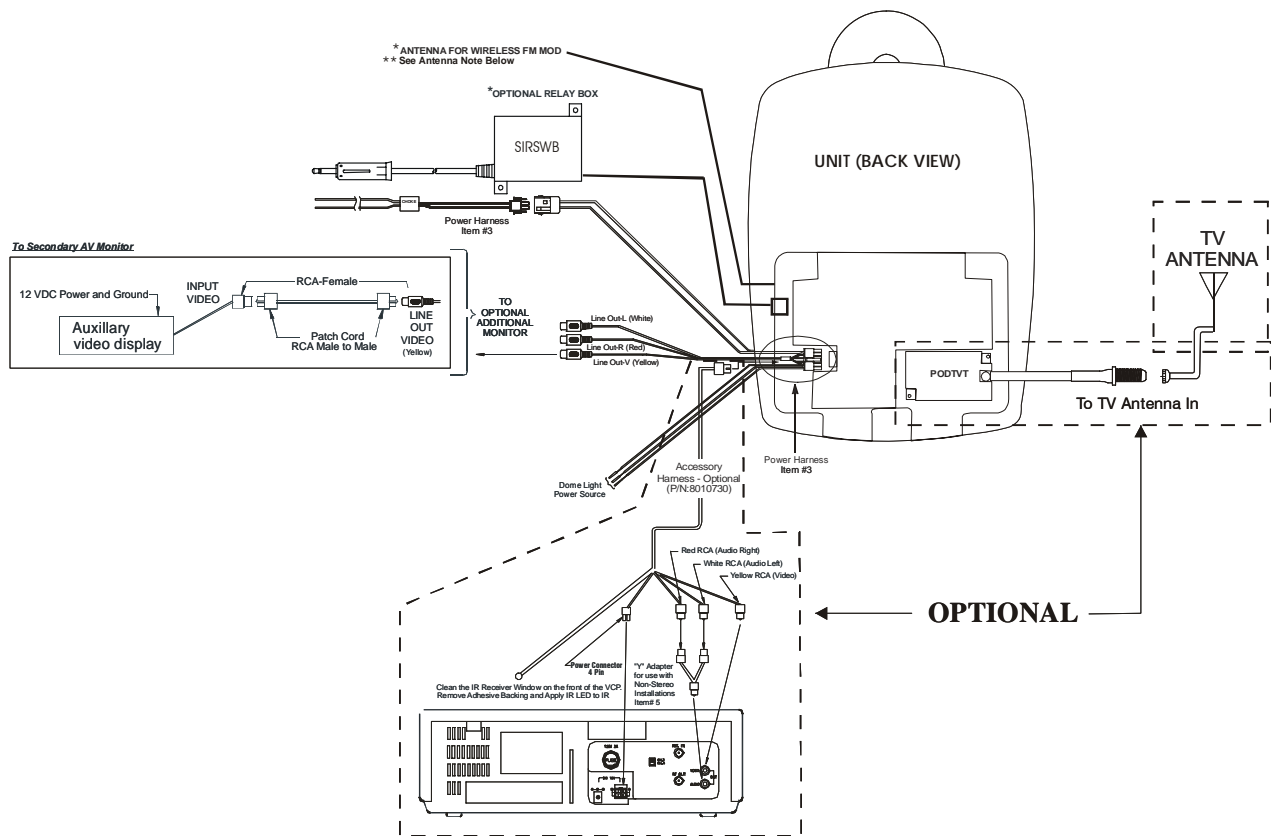 *ANTENNA FOR WIRELESS FM MOD
** See Antenna Note Below
*OPTIONAL RELAY BOX
SIRSWB
UNIT (BACK VIEW)
CHOKE
Power Harness
Item #3
TV
ANTENNA
To Secondary AV Monitor
12 VDC Power and Ground
INPUT
VIDEO
RCA-Female
Auxillary
video display
Patch Cord
RCA Male to Male
LINE
OUT
VIDEO
(Yellow)
TO
OPTIONAL
ADDITIONAL
MONITOR
Line Out-L (White)
Line Out-R (Red)
Line Out-V (Yellow)
PODTVT
To TV Antenna In
Power Harness
Item #3
Dome Light
Power Source
Accessory
Harness - Optional
(P/N:8010730)
Red RCA (Audio Right)
White RCA (Audio Left)
Yellow RCA (Video)
OPTIONAL
Power Connector
4 Pin
"Y" Adapter
for use with
Non-Stereo
Installations
Item# 5
Clean the IR Receiver Window on the front of the VCP.
Remove Adhesive Backing and Apply IR LED to IR